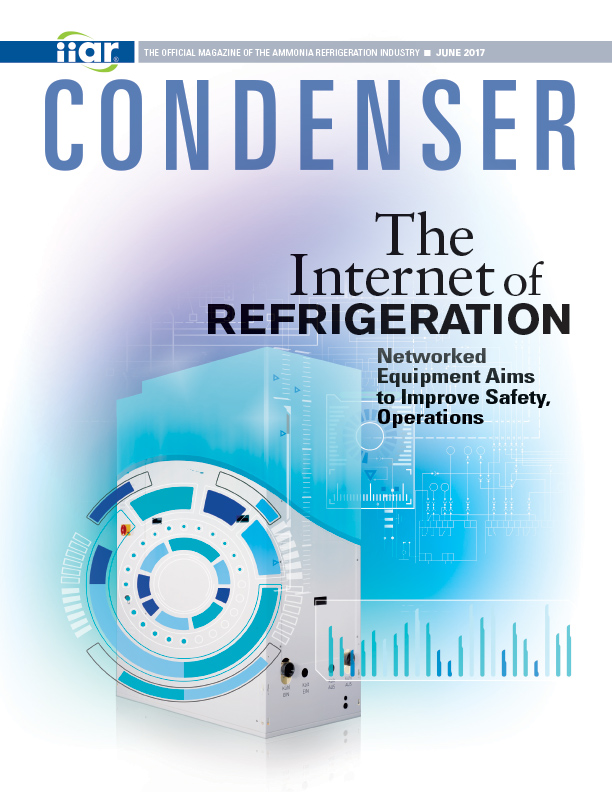 iiar®
THE OFFICIAL MAGAZINE OF THE AMMONIA REFRIGERATION INDUSTRY ■ JUNE 2017
CONDENSER
The
Internet of
REFRIGERATION
Networked
Equipment Aims
to Improve Safety,
Operations